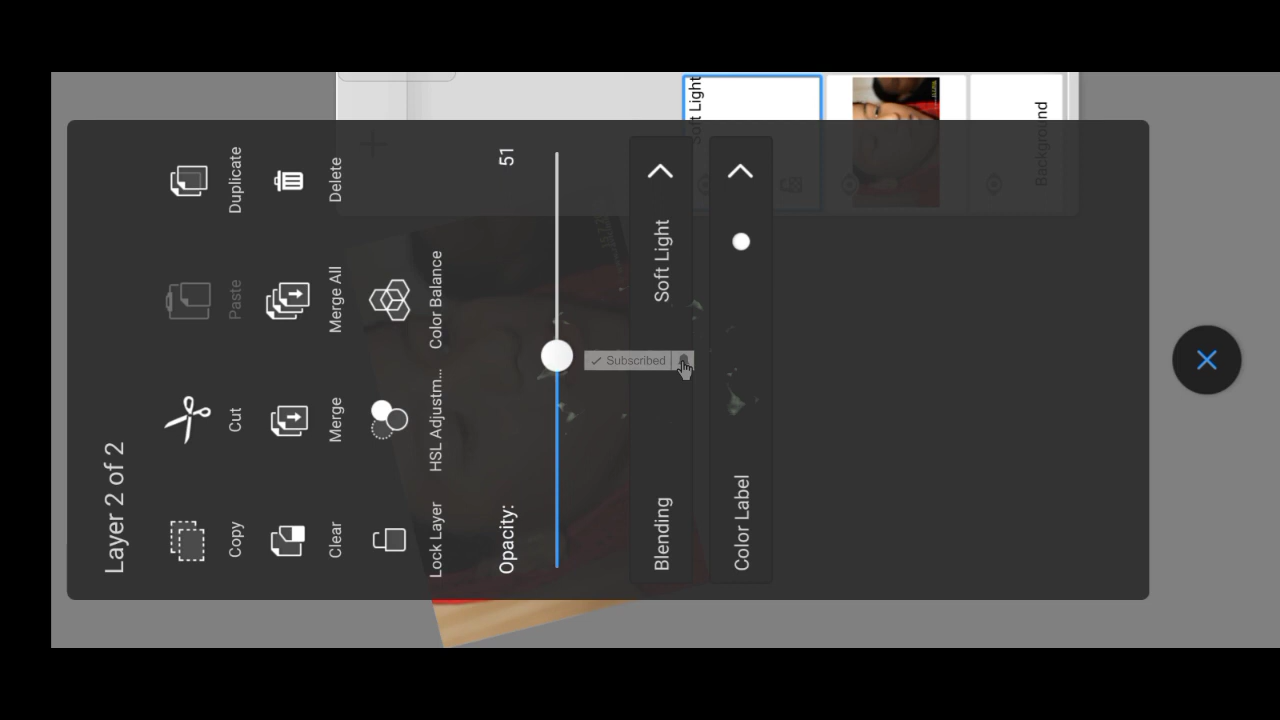 Layer 2 of 2
Copy
Cut
Paste
Duplicate
Clear
Merge
Merge All
Delete
Lock Layer
HSL Adjustm...
Color Balance
Opacity:
51
Blending
Soft Light
Color Label
Subscribed
Soft Light
Background